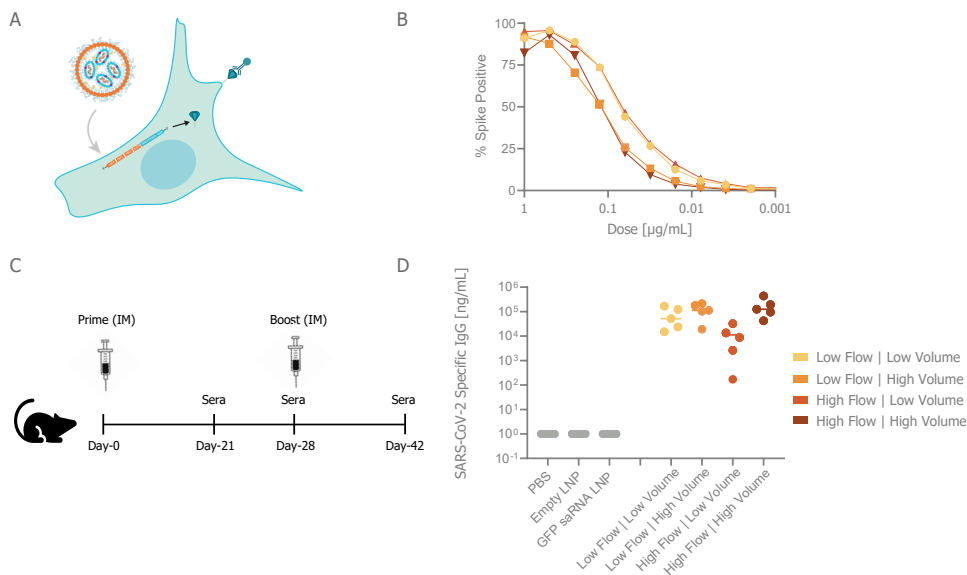 A
B
% Spike Positive
100
75
50
25
0
1
0.1
0.01
0.001
Dose [µg/mL]
C
Prime (IM)
Boost (IM)
Sera
Sera
Sera
Day-0
Day-21
Day-28
Day-42
D
SARS-CoV-2 Specific IgG [ng/mL]
10⁶
10⁵
10⁴
10³
10²
10¹
10⁰
10⁻¹
PBS
Empty LNP
GFP saRNA LNP
Low Flow | Low Volume
Low Flow | High Volume
High Flow | Low Volume
High Flow | High Volume
Low Flow | Low Volume
Low Flow | High Volume
High Flow | Low Volume
High Flow | High Volume